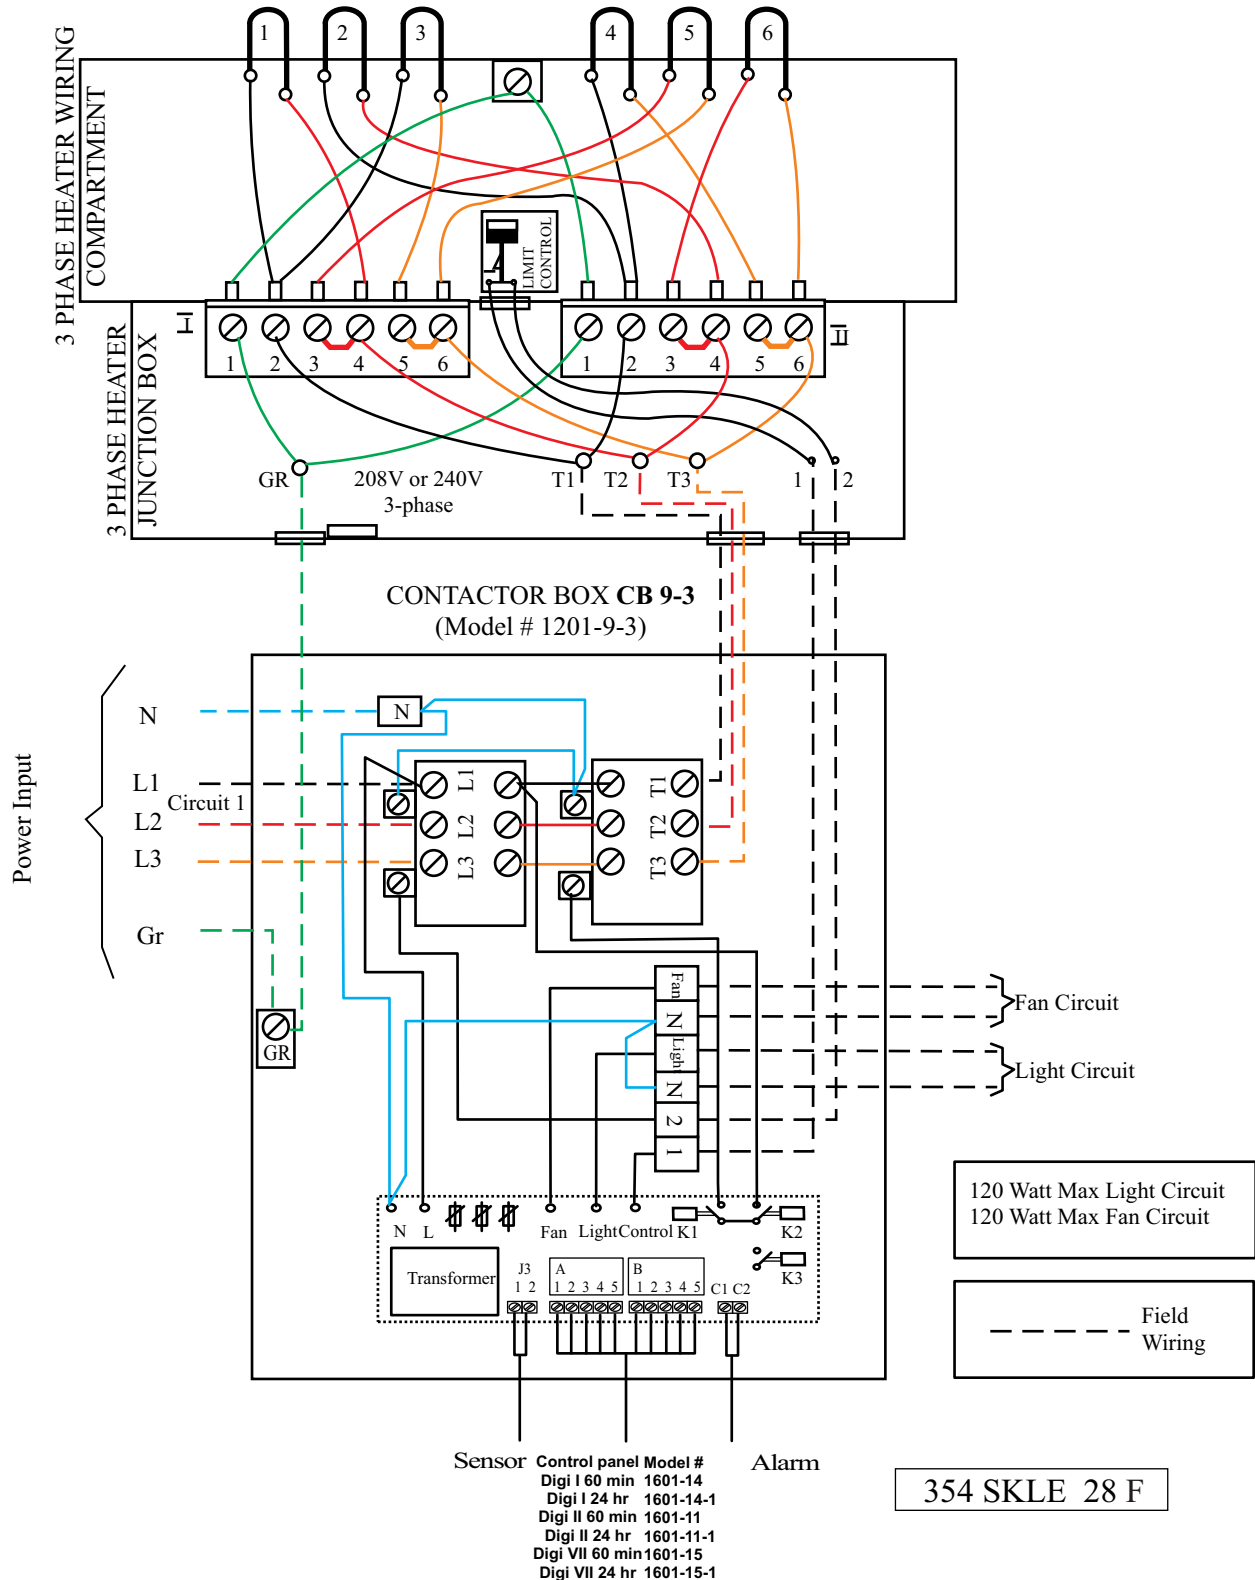 1 2 3 4 5 6
3 PHASE HEATER WIRING
COMPARTMENT
LIMIT
CONTROL
I
II
1 2 3 4 5 6
1 2 3 4 5 6
3 PHASE HEATER
JUNCTION BOX
GR
208V or 240V
3-phase
T1 T2 T3 1 2
CONTACTOR BOX CB 9-3
(Model # 1201-9-3)
Power Input
N
L1
Circuit 1
L2
L3
Gr
N
L1
L2
L3
T1
T2
T3
GR
Fan
N
Light
N
2
1
Fan Circuit
Light Circuit
N L Fan Light Control K1 K2
K3
Transformer
J3
1 2
A
1 2 3 4 5
B
1 2 3 4 5
C1 C2
120 Watt Max Light Circuit
120 Watt Max Fan Circuit
Field
Wiring
Sensor
Alarm
Control panel Model #
Digi I 60 min 1601-14
Digi I 24 hr 1601-14-1
Digi II 60 min 1601-11
Digi II 24 hr 1601-11-1
Digi VII 60 min 1601-15
Digi VII 24 hr 1601-15-1
354 SKLE 28 F